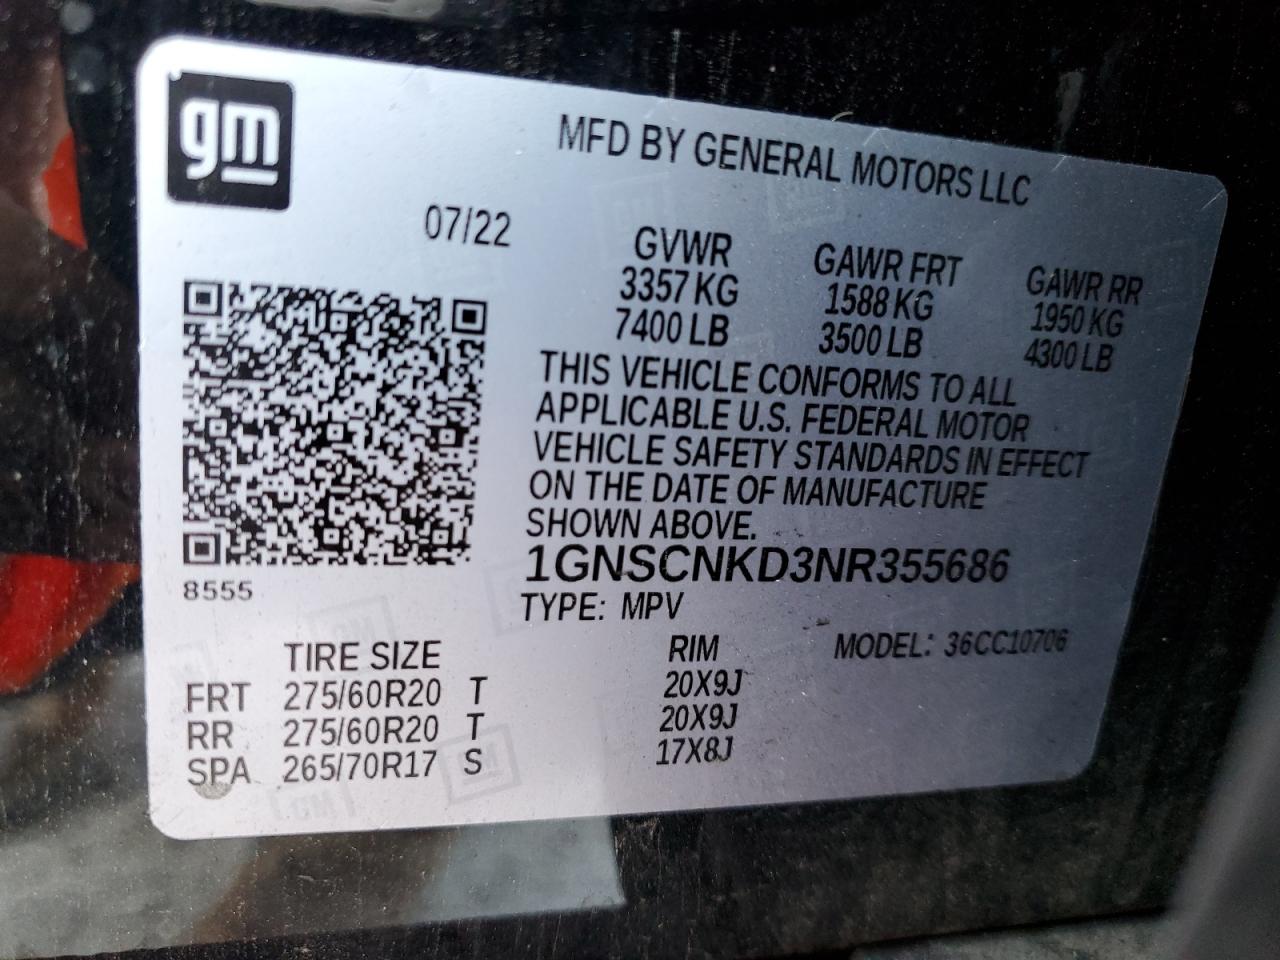 gm
MFD BY GENERAL MOTORS LLC
07/22
GVWR GAWR FRT GAWR RR
3357 KG 1588 KG 1950 KG
7400 LB 3500 LB 4300 LB
THIS VEHICLE CONFORMS TO ALL
APPLICABLE U.S. FEDERAL MOTOR
VEHICLE SAFETY STANDARDS IN EFFECT
ON THE DATE OF MANUFACTURE
SHOWN ABOVE.
1GNSCNKD3NR355686
8555
TYPE: MPV
MODEL: 36CC10706
TIRE SIZE RIM
FRT 275/60R20 T 20X9J
RR 275/60R20 T 20X9J
SPA 265/70R17 S 17X8J